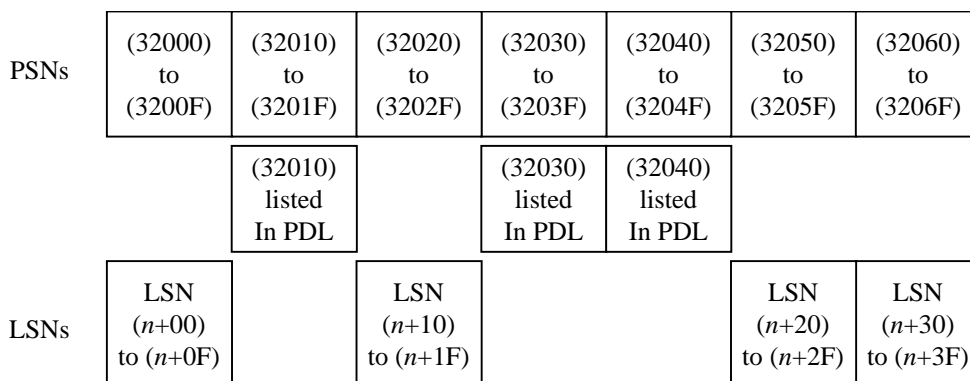 PSNs
(32000)
to
(3200F)
(32010)
to
(3201F)
(32020)
to
(3202F)
(32030)
to
(3203F)
(32040)
to
(3204F)
(32050)
to
(3205F)
(32060)
to
(3206F)
(32010)
listed
In PDL
(32030)
listed
In PDL
(32040)
listed
In PDL
LSNs
LSN
(n+00)
to (n+0F)
LSN
(n+10)
to (n+1F)
LSN
(n+20)
to (n+2F)
LSN
(n+30)
to (n+3F)